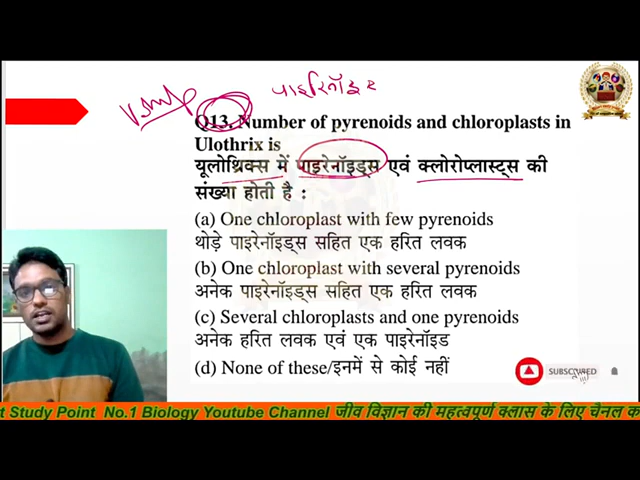 V.Imp
पाइरिनॉइड
Q13. Number of pyrenoids and chloroplasts in
Ulothrix is
यूलोथ्रिक्स में पाइरेनॉइड्स एवं क्लोरोप्लास्ट्स की
संख्या होती है :
(a) One chloroplast with few pyrenoids
थोड़े पाइरेनॉइड्स सहित एक हरित लवक
(b) One chloroplast with several pyrenoids
अनेक पाइरेनॉइड्स सहित एक हरित लवक
(c) Several chloroplasts and one pyrenoids
अनेक हरित लवक एवं एक पाइरेनॉइड
(d) None of these/इनमें से कोई नहीं
SUBSCRIBED
t Study Point No.1 Biology Youtube Channel जीव विज्ञान की महत्वपूर्ण क्लास के लिए चैनल क